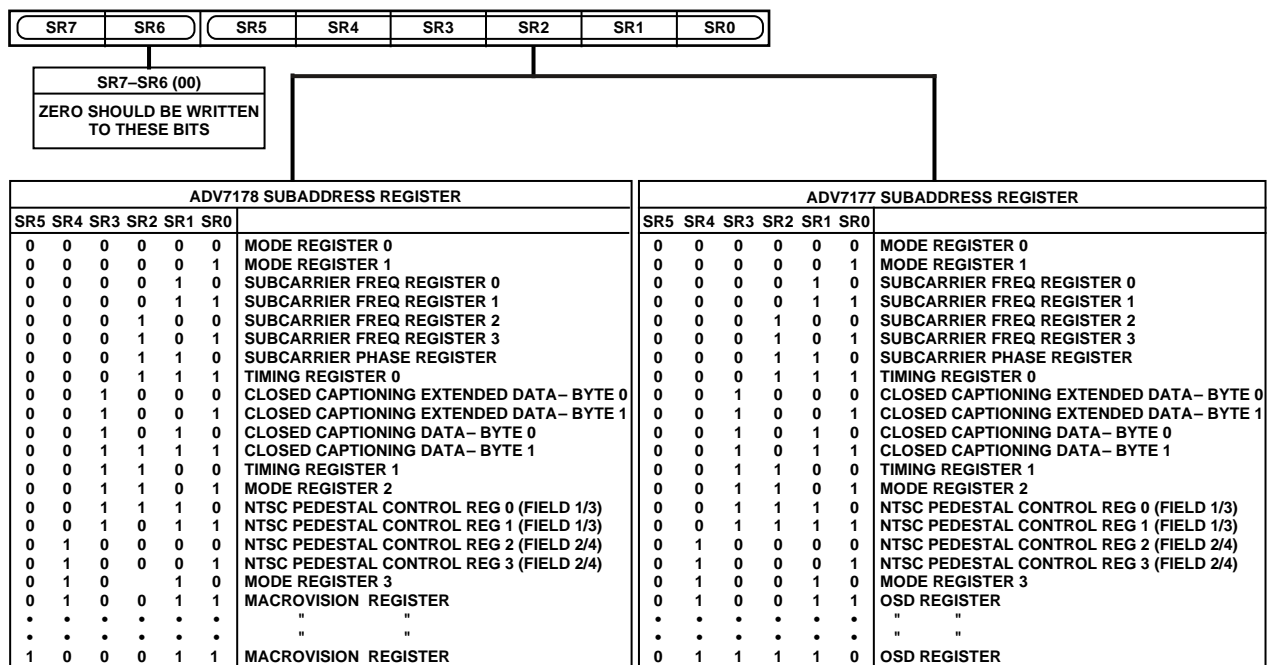 SR7 SR6 SR5 SR4 SR3 SR2 SR1 SR0
SR7–SR6 (00)
ZERO SHOULD BE WRITTEN
TO THESE BITS
ADV7178 SUBADDRESS REGISTER
SR5 SR4 SR3 SR2 SR1 SR0
0 0 0 0 0 0 MODE REGISTER 0
0 0 0 0 0 1 MODE REGISTER 1
0 0 0 0 1 0 SUBCARRIER FREQ REGISTER 0
0 0 0 0 1 1 SUBCARRIER FREQ REGISTER 1
0 0 0 1 0 0 SUBCARRIER FREQ REGISTER 2
0 0 0 1 0 1 SUBCARRIER FREQ REGISTER 3
0 0 0 1 1 0 SUBCARRIER PHASE REGISTER
0 0 0 1 1 1 TIMING REGISTER 0
0 0 1 0 0 0 CLOSED CAPTIONING EXTENDED DATA– BYTE 0
0 0 1 0 0 1 CLOSED CAPTIONING EXTENDED DATA– BYTE 1
0 0 1 0 1 0 CLOSED CAPTIONING DATA– BYTE 0
0 0 1 1 1 1 CLOSED CAPTIONING DATA– BYTE 1
0 0 1 1 0 0 TIMING REGISTER 1
0 0 1 1 0 1 MODE REGISTER 2
0 0 1 1 1 0 NTSC PEDESTAL CONTROL REG 0 (FIELD 1/3)
0 0 1 0 1 1 NTSC PEDESTAL CONTROL REG 1 (FIELD 1/3)
0 1 0 0 0 0 NTSC PEDESTAL CONTROL REG 2 (FIELD 2/4)
0 1 0 0 0 1 NTSC PEDESTAL CONTROL REG 3 (FIELD 2/4)
0 1 0 1 0 MODE REGISTER 3
0 1 0 0 1 1 MACROVISION REGISTER
• • • • • • " "
• • • • • • " "
1 0 0 0 1 1 MACROVISION REGISTER
ADV7177 SUBADDRESS REGISTER
SR5 SR4 SR3 SR2 SR1 SR0
0 0 0 0 0 0 MODE REGISTER 0
0 0 0 0 0 1 MODE REGISTER 1
0 0 0 0 1 0 SUBCARRIER FREQ REGISTER 0
0 0 0 0 1 1 SUBCARRIER FREQ REGISTER 1
0 0 0 1 0 0 SUBCARRIER FREQ REGISTER 2
0 0 0 1 0 1 SUBCARRIER FREQ REGISTER 3
0 0 0 1 1 0 SUBCARRIER PHASE REGISTER
0 0 0 1 1 1 TIMING REGISTER 0
0 0 1 0 0 0 CLOSED CAPTIONING EXTENDED DATA– BYTE 0
0 0 1 0 0 1 CLOSED CAPTIONING EXTENDED DATA– BYTE 1
0 0 1 0 1 0 CLOSED CAPTIONING DATA– BYTE 0
0 0 1 0 1 1 CLOSED CAPTIONING DATA– BYTE 1
0 0 1 1 0 0 TIMING REGISTER 1
0 0 1 1 0 1 MODE REGISTER 2
0 0 1 1 1 0 NTSC PEDESTAL CONTROL REG 0 (FIELD 1/3)
0 0 1 1 1 1 NTSC PEDESTAL CONTROL REG 1 (FIELD 1/3)
0 1 0 0 0 0 NTSC PEDESTAL CONTROL REG 2 (FIELD 2/4)
0 1 0 0 0 1 NTSC PEDESTAL CONTROL REG 3 (FIELD 2/4)
0 1 0 0 1 0 MODE REGISTER 3
0 1 0 0 1 1 OSD REGISTER
• • • • • • " "
• • • • • • " "
0 1 1 1 1 0 OSD REGISTER